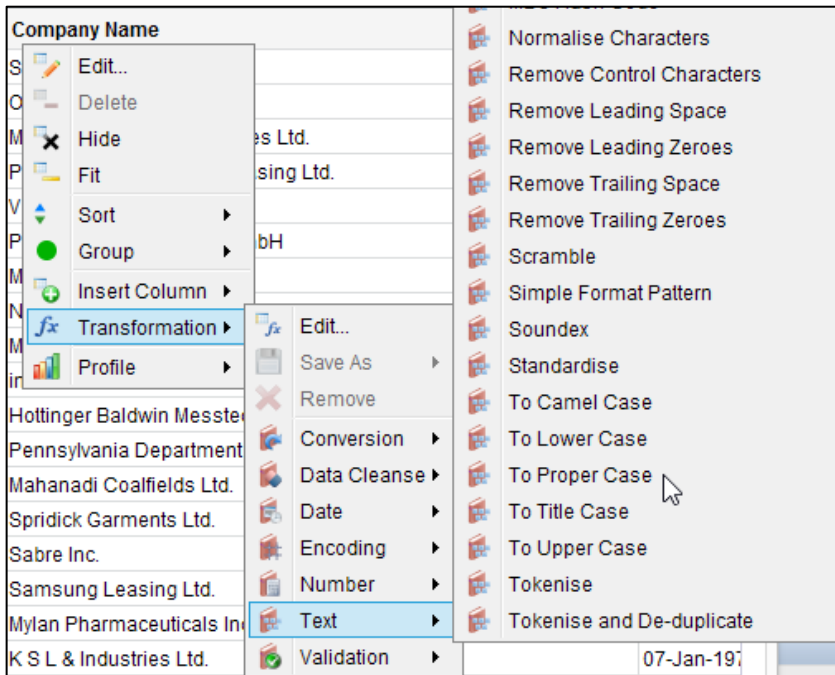 Company Name
S
Edit...
O
Delete
M
Hide
es Ltd.
P
Fit
sing Ltd.
V
Sort
P
Group
bH
M
Insert Column
N
fx Transformation
M
Profile
in
Hottinger Baldwin Messte
Pennsylvania Department
Mahanadi Coalfields Ltd.
Spridick Garments Ltd.
Sabre Inc.
Samsung Leasing Ltd.
Mylan Pharmaceuticals In
K S L & Industries Ltd.
07-Jan-197
fx Edit...
Save As
Remove
Conversion
Data Cleanse
Date
Encoding
Number
Text
Validation
Normalise Characters
Remove Control Characters
Remove Leading Space
Remove Leading Zeroes
Remove Trailing Space
Remove Trailing Zeroes
Scramble
Simple Format Pattern
Soundex
Standardise
To Camel Case
To Lower Case
To Proper Case
To Title Case
To Upper Case
Tokenise
Tokenise and De-duplicate